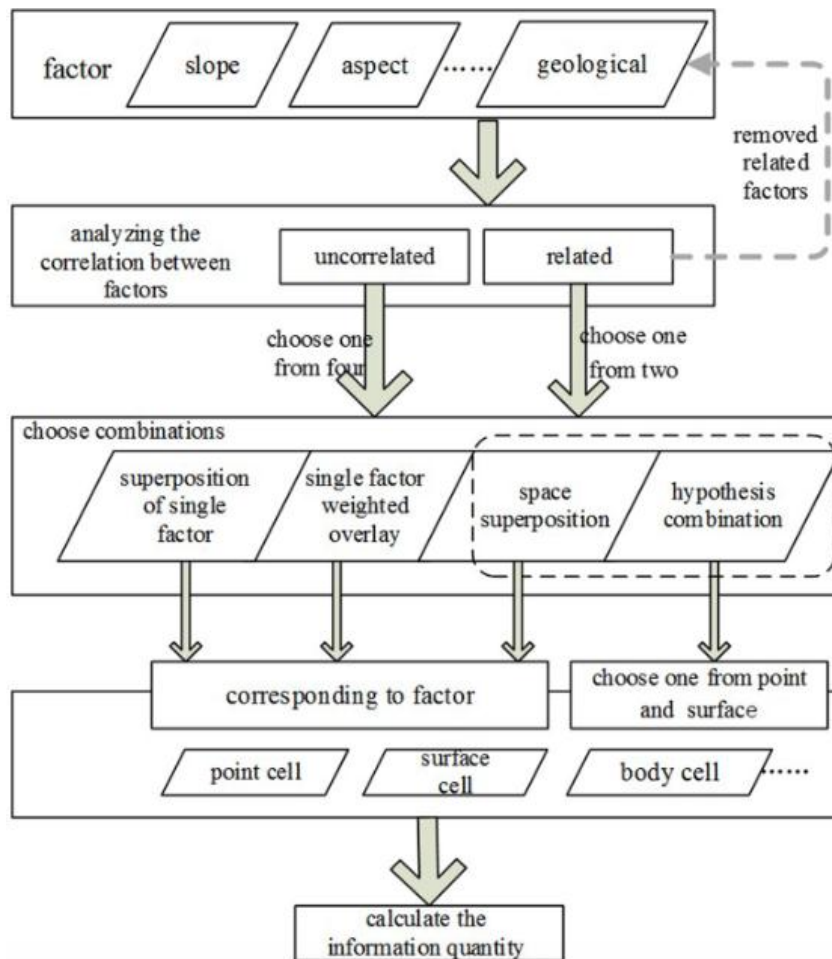 factor
slope
aspect
......
geological
removed
related
factors
analyzing the
correlation between
factors
uncorrelated
related
choose one
from four
choose one
from two
choose combinations
superposition
of single
factor
single factor
weighted
overlay
space
superposition
hypothesis
combination
corresponding to factor
choose one from point
and surface
point cell
surface
cell
body cell
......
calculate the
information quantity